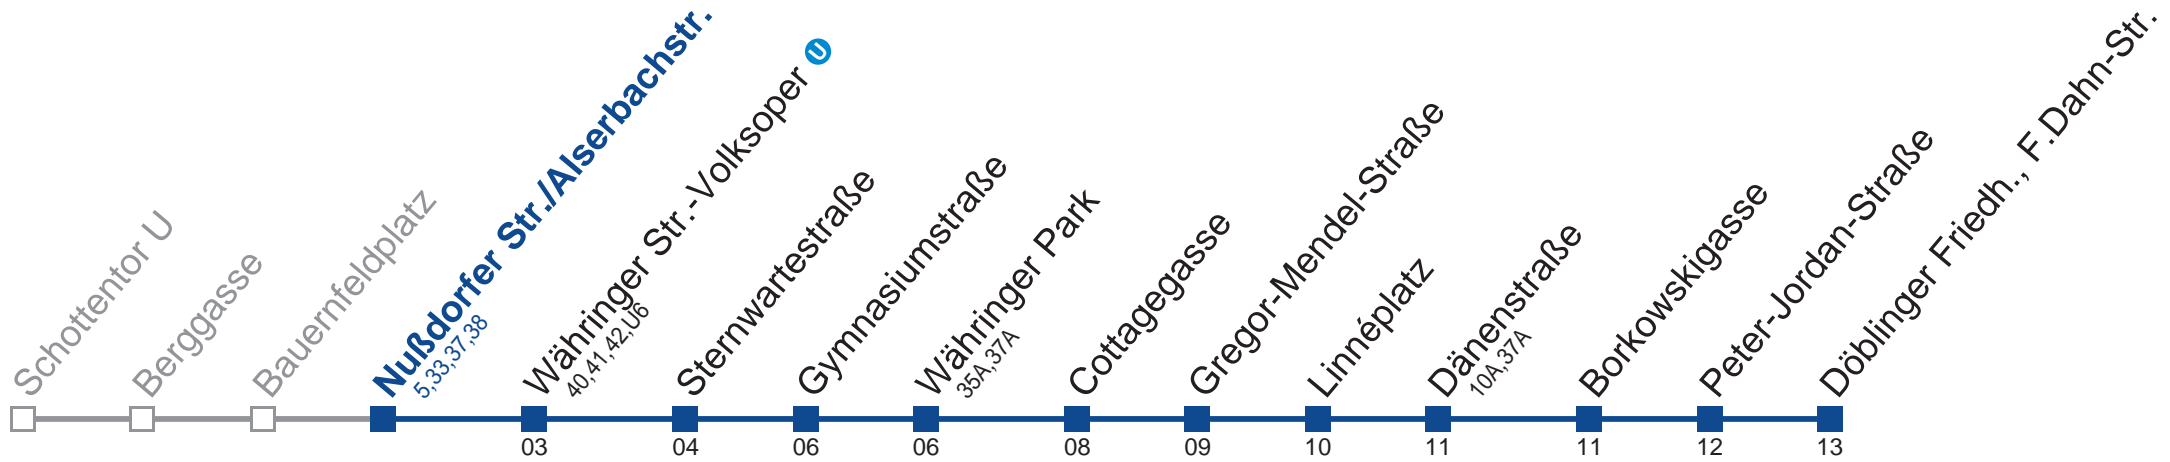 Schottentor U
Berggasse
Bauernfeldplatz
Nußdorfer Str./Alserbachstr.
5,33,37,38
Währinger Str.-Volksoper U
40,41,42,U6
Sternwartestraße
Gymnasiumstraße
Währinger Park
35A,37A
Cottagegasse
Gregor-Mendel-Straße
Linnéplatz
Dänenstraße
10A,37A
Borkowskigasse
Peter-Jordan-Straße
Döblinger Friedh., F.Dahn-Str.
03 04 06 06 08 09 10 11 11 12 13